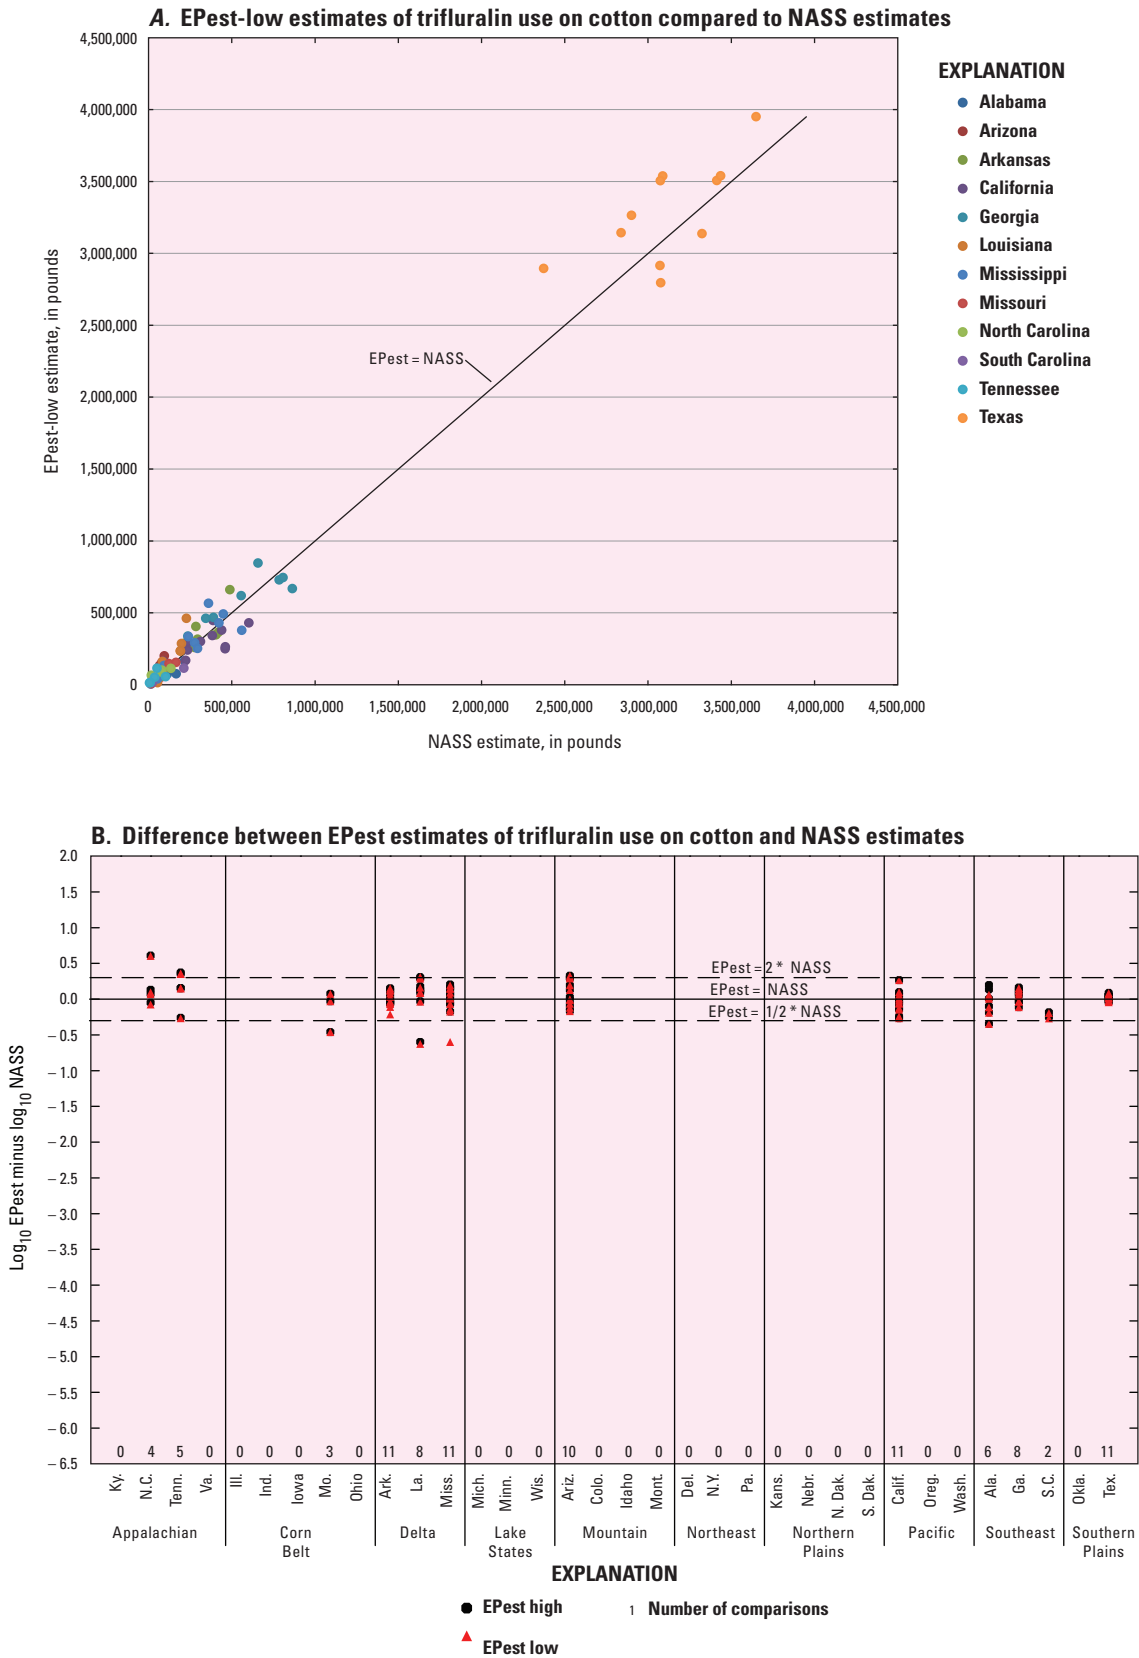 A. EPest-low estimates of trifluralin use on cotton compared to NASS estimates
4,500,000
4,000,000
3,500,000
3,000,000
2,500,000
2,000,000
1,500,000
1,000,000
500,000
0
EPest-low estimate, in pounds
EPest = NASS
0 500,000 1,000,000 1,500,000 2,000,000 2,500,000 3,000,000 3,500,000 4,000,000 4,500,000
NASS estimate, in pounds
EXPLANATION
Alabama
Arizona
Arkansas
California
Georgia
Louisiana
Mississippi
Missouri
North Carolina
South Carolina
Tennessee
Texas
B. Difference between EPest estimates of trifluralin use on cotton and NASS estimates
2.0
1.5
1.0
0.5
0.0
−0.5
−1.0
−1.5
−2.0
−2.5
−3.0
−3.5
−4.0
−4.5
−5.0
−5.5
−6.0
−6.5
Log10 EPest minus log10 NASS
EPest = 2 * NASS
EPest = NASS
EPest = 1/2 * NASS
0 4 5 0 0 0 0 3 0 11 8 11 0 0 0 10 0 0 0 0 0 0 0 0 0 0 11 0 0 6 8 2 0 11
Ky. N.C. Tenn. Va. Ill. Ind. Iowa Mo. Ohio Ark. La. Miss. Mich. Minn. Wis. Ariz. Colo. Idaho Mont. Del. N.Y. Pa. Kans. Nebr. N. Dak. S. Dak. Calif. Oreg. Wash. Ala. Ga. S.C. Okla. Tex.
Appalachian Corn Delta Lake Mountain Northeast Northern Pacific Southeast Southern
Belt States Plains Plains
EXPLANATION
EPest high
1 Number of comparisons
EPest low